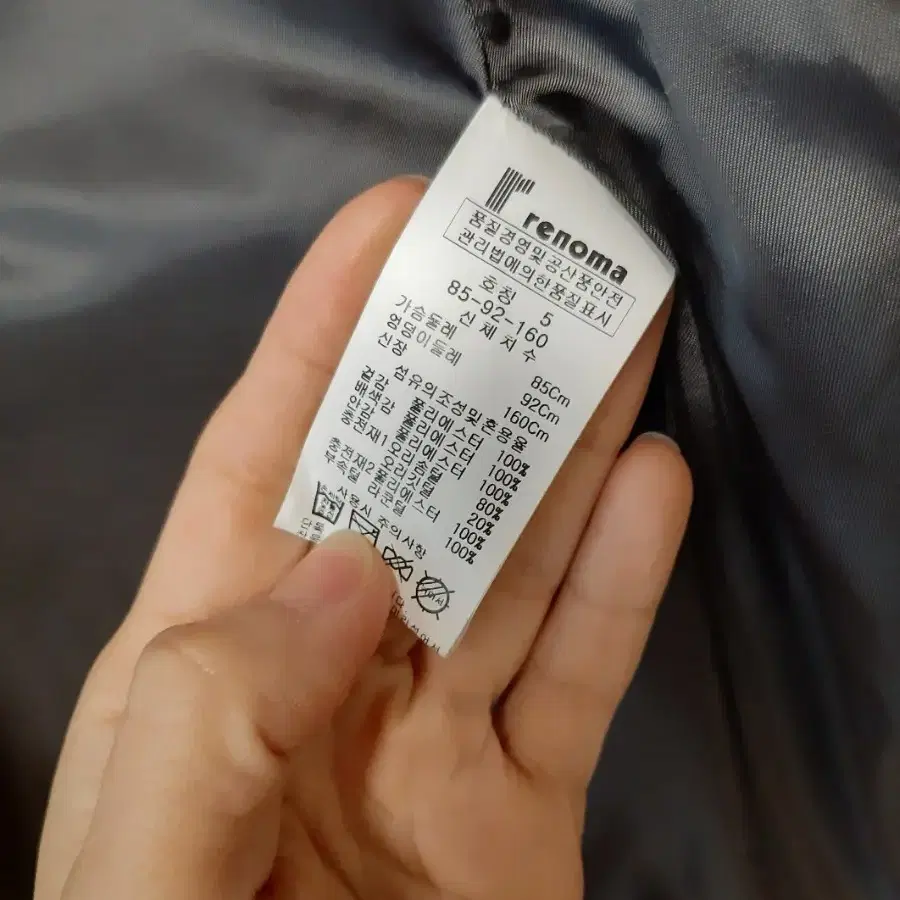 renoma
품질경영및공산품안전
관리법에의한품질표시
호칭 5
85-92-160
신체치수
가슴둘레 85Cm
엉덩이둘레 92Cm
신장 160Cm
섬유의조성및 혼용율
겉감 폴리에스터 100%
배색감 폴리에스터 100%
안감 폴리에스터 100%
충전재1 오리솜털 80%
오리깃털 20%
충전재2 폴리에스터 100%
부속털 라쿤털 100%
사용시 주의사항